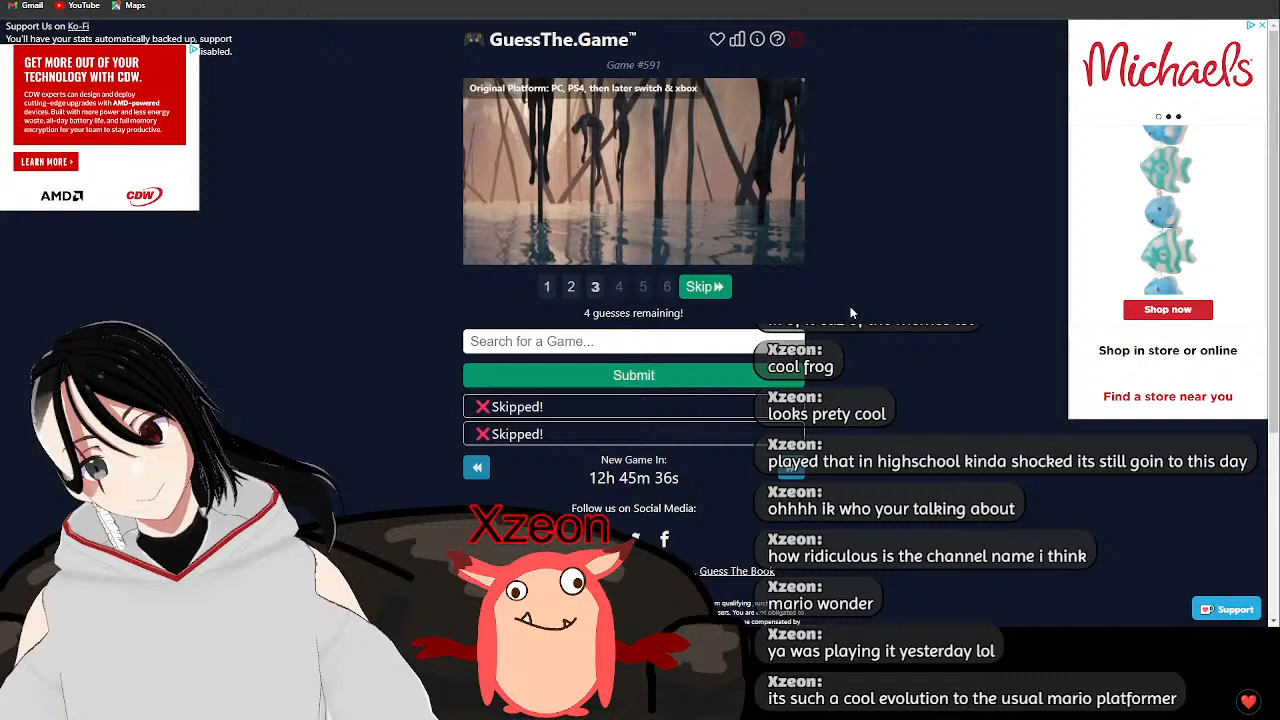 Gmail
YouTube
Maps
Support Us on Ko-Fi
You'll have your stats automatically backed up, support
isabled.
GET MORE OUT OF YOUR
TECHNOLOGY WITH CDW.
CDW experts can design and deploy
cutting-edge upgrades with AMD-powered
devices. Built with more power and less energy
waste, all-day battery life, and full memory
encryption for your team to stay productive.
LEARN MORE >
AMD
CDW
GuessThe.Game™
Game #591
Original Platform: PC, PS4, then later switch & xbox
1 2 3 4 5 6 Skip
4 guesses remaining!
Search for a Game...
Submit
Skipped!
Skipped!
New Game In:
12h 45m 36s
Follow us on Social Media:
Guess The Book
Michaels
Shop now
Shop in store or online
Find a store near you
Xzeon:
cool frog
Xzeon:
looks prety cool
Xzeon:
played that in highschool kinda shocked its still goin to this day
Xzeon:
ohhhh ik who your talking about
Xzeon:
how ridiculous is the channel name i think
Xzeon:
mario wonder
Xzeon:
ya was playing it yesterday lol
Xzeon:
its such a cool evolution to the usual mario platformer
Support
Xzeon